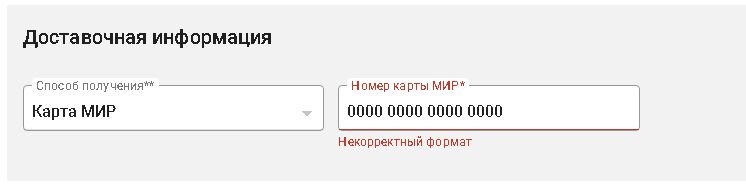 Доставочная информация
Способ получения**
Номер карты МИР*
Карта МИР
0000 0000 0000 0000
Некорректный формат